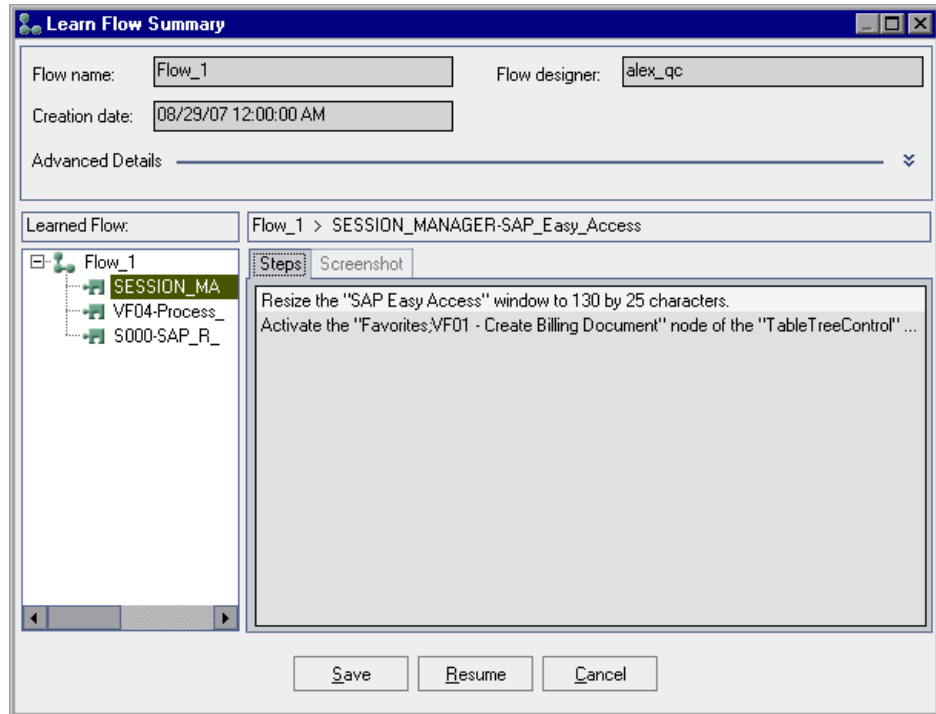 Learn Flow Summary
Flow name: Flow_1 Flow designer: alex_qc
Creation date: 08/29/07 12:00:00 AM
Advanced Details
Learned Flow: Flow_1 > SESSION_MANAGER-SAP_Easy_Access
Flow_1
SESSION_MA
VF04-Process_
S000-SAP_R_
Steps Screenshot
Resize the "SAP Easy Access" window to 130 by 25 characters.
Activate the "Favorites;VF01 - Create Billing Document" node of the "TableTreeControl" ...
Save Resume Cancel